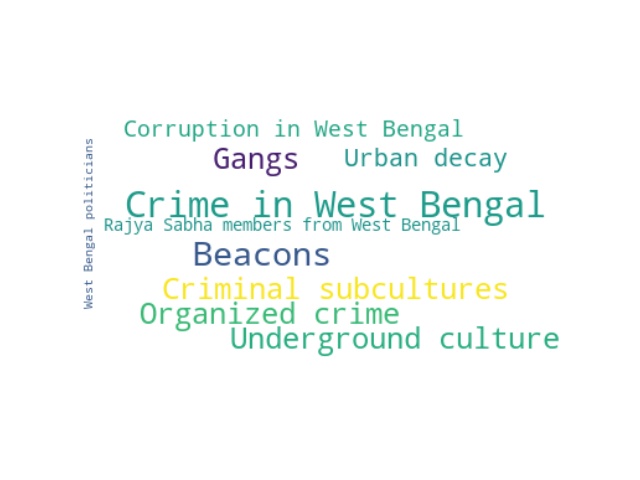 Corruption in West Bengal
Gangs
Urban decay
Crime in West Bengal
Rajya Sabha members from West Bengal
Beacons
Criminal subcultures
Organized crime
Underground culture
West Bengal politicians